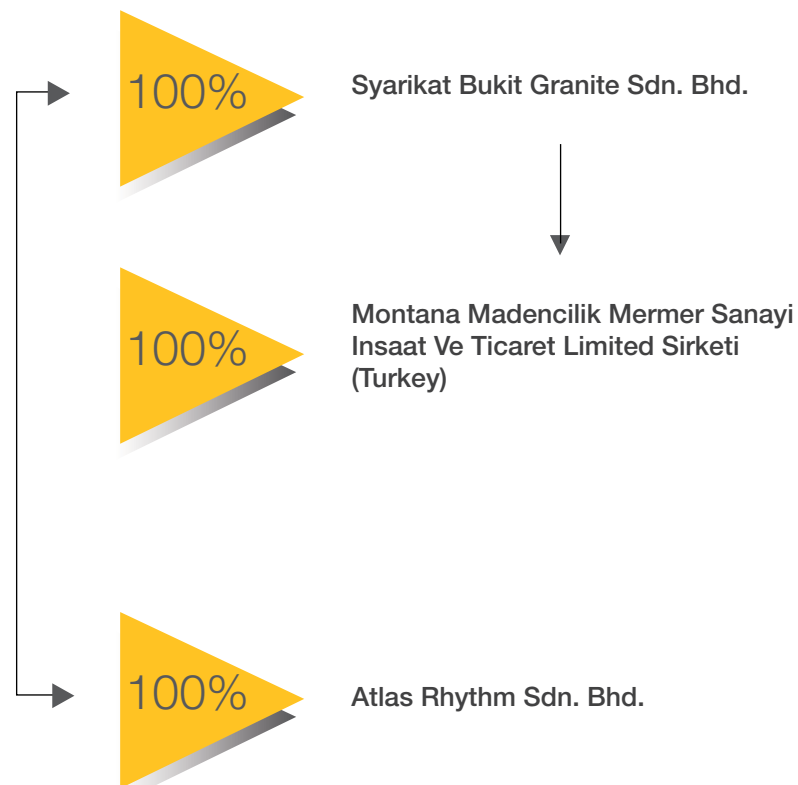 100%
Syarikat Bukit Granite Sdn. Bhd.
100%
Montana Madencilik Mermer Sanayi
Insaat Ve Ticaret Limited Sirketi
(Turkey)
100%
Atlas Rhythm Sdn. Bhd.